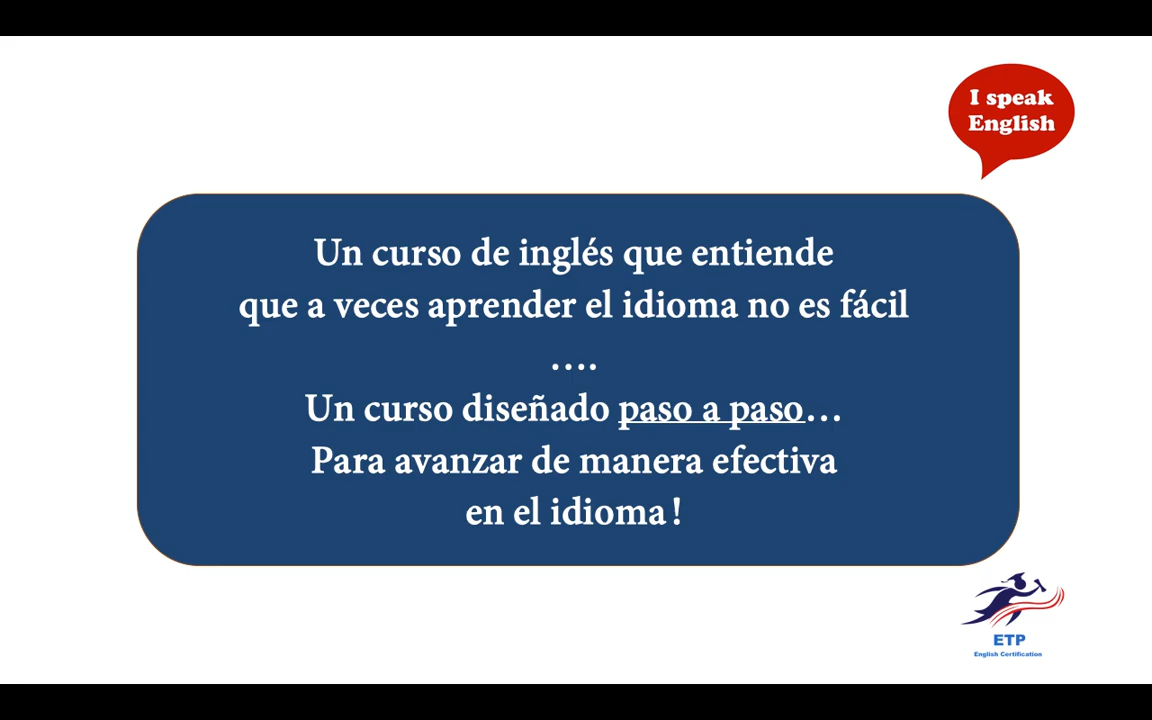 I speak
English
Un curso de inglés que entiende
que a veces aprender el idioma no es fácil
....
Un curso diseñado paso a paso...
Para avanzar de manera efectiva
en el idioma!
ETP
English Certification